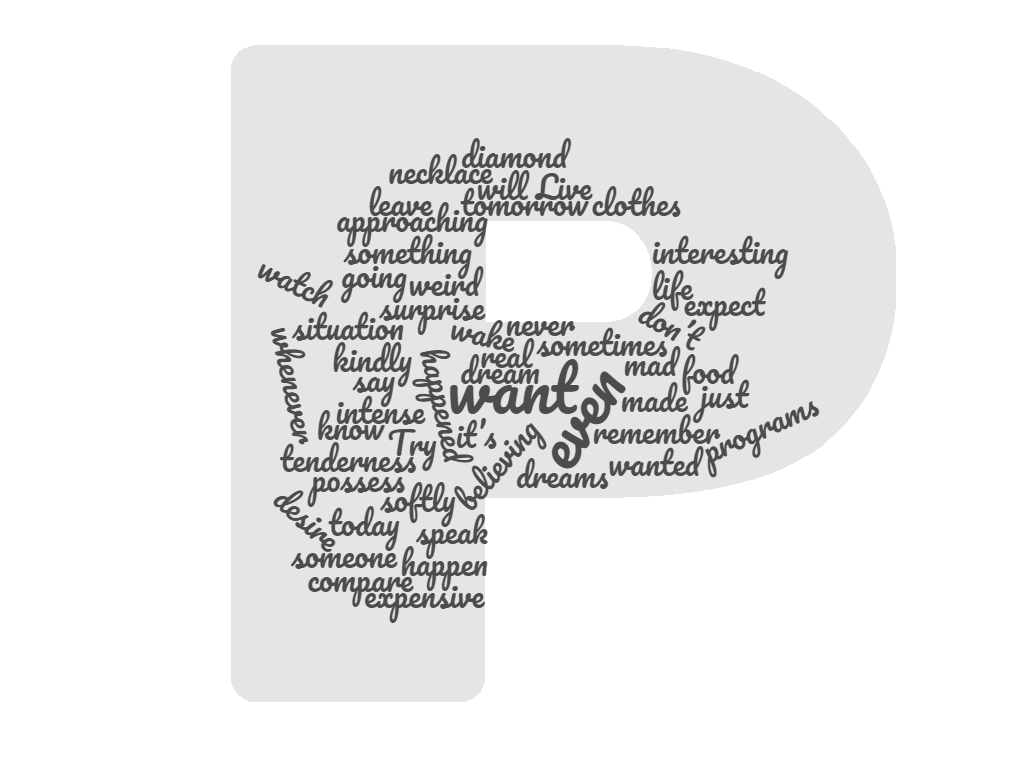 diamond
necklace
will Live
leave tomorrow clothes
approaching
something interesting
watch going weird life
surprise expect
situation wake never don't
whenever kindly happened real sometimes
say dream want mad food
intense even made just
know Try it's remember programs
tenderness believing wanted
possess dreams
desire softly
today speak
someone happen
compare
expensive